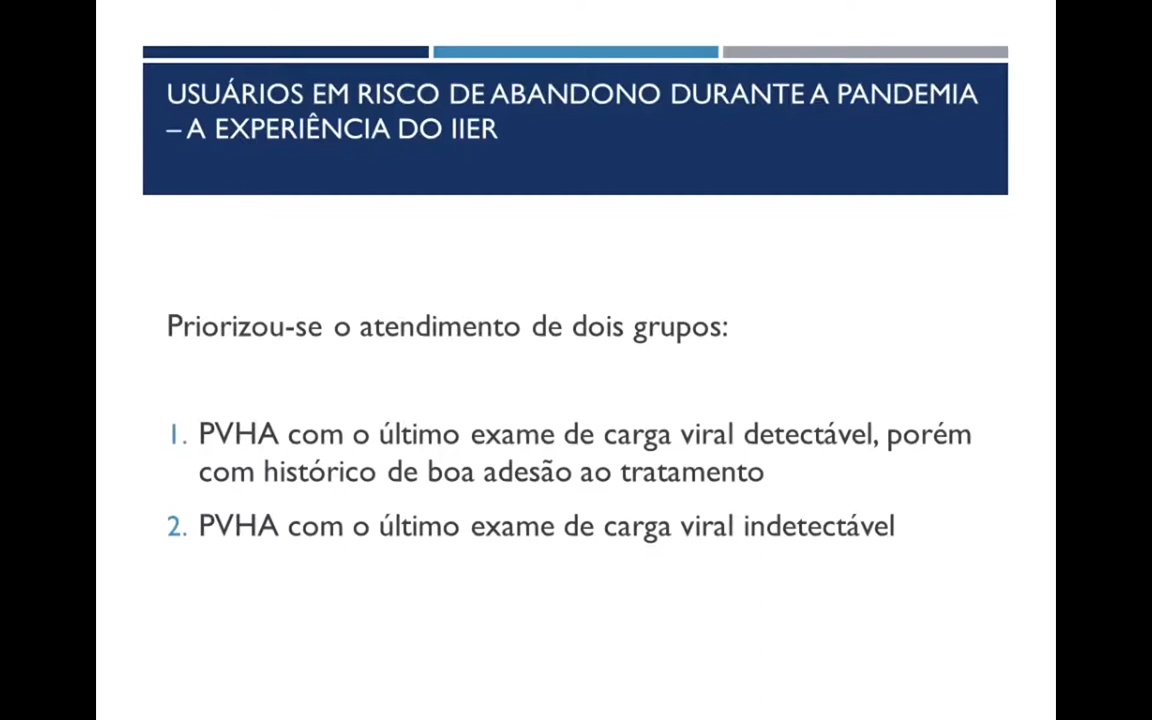 USUÁRIOS EM RISCO DE ABANDONO DURANTE A PANDEMIA
– A EXPERIÊNCIA DO IIER
Priorizou-se o atendimento de dois grupos:
1. PVHA com o último exame de carga viral detectável, porém
com histórico de boa adesão ao tratamento
2. PVHA com o último exame de carga viral indetectável